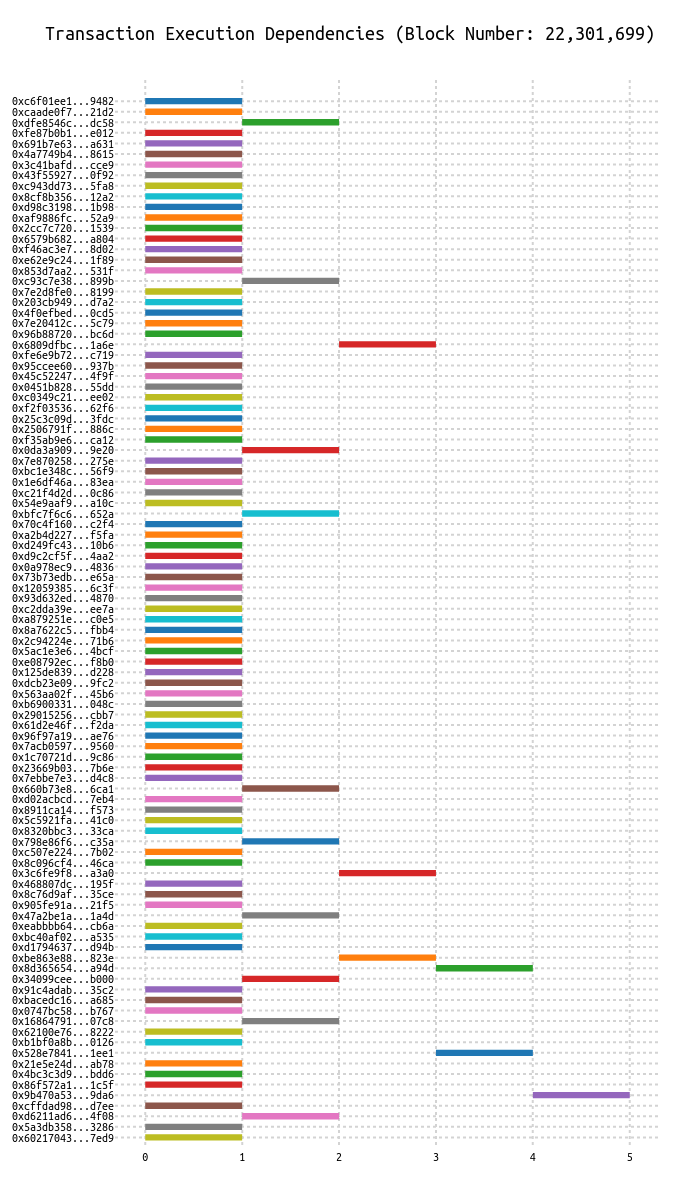 Transaction Execution Dependencies (Block Number: 22,301,699)
0xc6f01ee1...9482
0xcaade0f7...21d2
0xdfe8546c...dc58
0xfe87b0b1...e012
0x691b7e63...a631
0x4a7749b4...8615
0x3c41bafd...cce9
0x43f55927...0f92
0xc943dd73...5fa8
0x8cf8b356...12a2
0xd98c3198...1b98
0xaf9886fc...52a9
0x2cc7c720...1539
0x6579b682...a804
0xf46ac3e7...8d02
0xe62e9c24...1f89
0x853d7aa2...531f
0xc93c7e38...899b
0x7e2d8fe0...8199
0x203cb949...d7a2
0x4f0efbed...0cd5
0x7e20412c...5c79
0x96b88720...bc6d
0x6809dfbc...1a6e
0xfe6e9b72...c719
0x95ccee60...937b
0x45c52247...4f9f
0x0451b828...55dd
0xc0349c21...ee02
0xf2f03536...62f6
0x25c3c09d...3fdc
0x2506791f...886c
0xf35ab9e6...ca12
0x0da3a909...9e20
0x7e870258...275e
0xbc1e348c...56f9
0x1e6df46a...83ea
0xc21f4d2d...0c86
0x54e9aaf9...a10c
0xbfc7f6c6...652a
0x70c4f160...c2f4
0xa2b4d227...f5fa
0xd249fc43...10b6
0xd9c2cf5f...4aa2
0x0a978ec9...4836
0x73b73edb...e65a
0x12059385...6c3f
0x93d632ed...4870
0xc2dda39e...ee7a
0xa879251e...c0e5
0x8a7622c5...fbb4
0x2c94224e...71b6
0x5ac1e3e6...4bcf
0xe08792ec...f8b0
0x125de839...d228
0xdcb23e09...9fc2
0x563aa02f...45b6
0xb6900331...048c
0x29015256...cbb7
0x61d2e46f...f2da
0x96f97a19...ae76
0x7acb0597...9560
0x1c70721d...9c86
0x23669b03...7b6e
0x7ebbe7e3...d4c8
0x660b73e8...6ca1
0xd02acbcd...7eb4
0x8911ca14...f573
0x5c5921fa...41c0
0x8320bbc3...33ca
0x798e86f6...c35a
0xc507e224...7b02
0x8c096cf4...46ca
0x3c6fe9f8...a3a0
0x468807dc...195f
0x8c76d9af...35ce
0x905fe91a...21f5
0x47a2be1a...1a4d
0xeabbbb64...cb6a
0xbc40af02...a535
0xd1794637...d94b
0xbe863e88...823e
0x8d365654...a94d
0x34099cee...b000
0x91c4adab...35c2
0xbacedc16...a685
0x0747bc58...b767
0x16864791...07c8
0x62100e76...8222
0xb1bf0a8b...0126
0x528e7841...1ee1
0x21e5e24d...ab78
0x4bc3c3d9...bdd6
0x86f572a1...1c5f
0x9b470a53...9da6
0xcffdad98...d7ee
0xd6211ad6...4f08
0x5a3db358...3286
0x60217043...7ed9
0 1 2 3 4 5